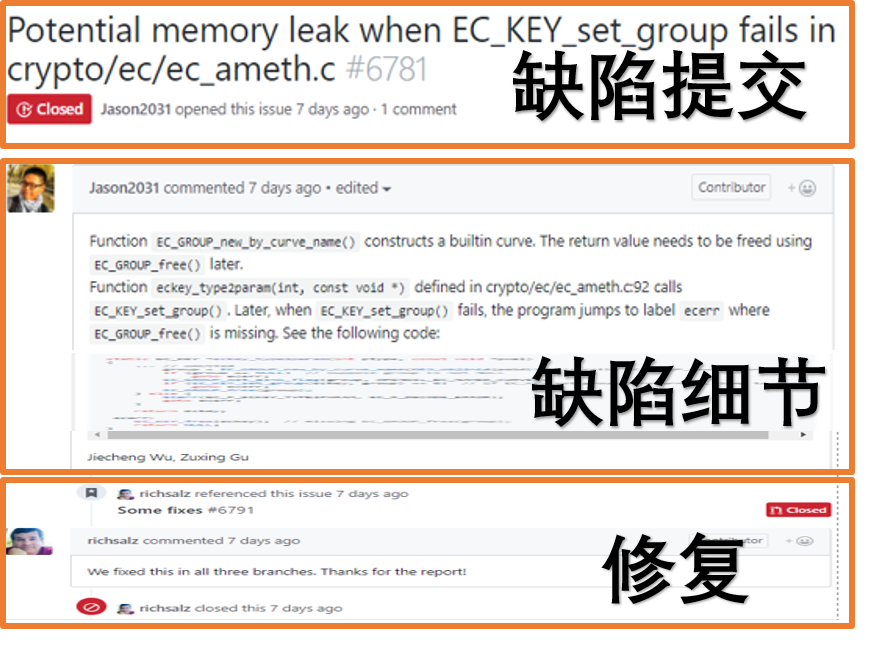 Potential memory leak when EC_KEY_set_group fails in
crypto/ec/ec_ameth.c #6781
缺陷提交
Closed Jason2031 opened this issue 7 days ago · 1 comment
Jason2031 commented 7 days ago • edited
Contributor
Function EC_GROUP_new_by_curve_name() constructs a builtin curve. The return value needs to be freed using
EC_GROUP_free() later.
Function eckey_type2param(int, const void *) defined in crypto/ec/ec_ameth.c:92 calls
EC_KEY_set_group(). Later, when EC_KEY_set_group() fails, the program jumps to label ecerr where
EC_GROUP_free() is missing. See the following code:
缺陷细节
Jiecheng Wu, Zuxing Gu
richsalz referenced this issue 7 days ago
Some fixes #6791
Closed
richsalz commented 7 days ago
修复
We fixed this in all three branches. Thanks for the report!
richsalz closed this 7 days ago